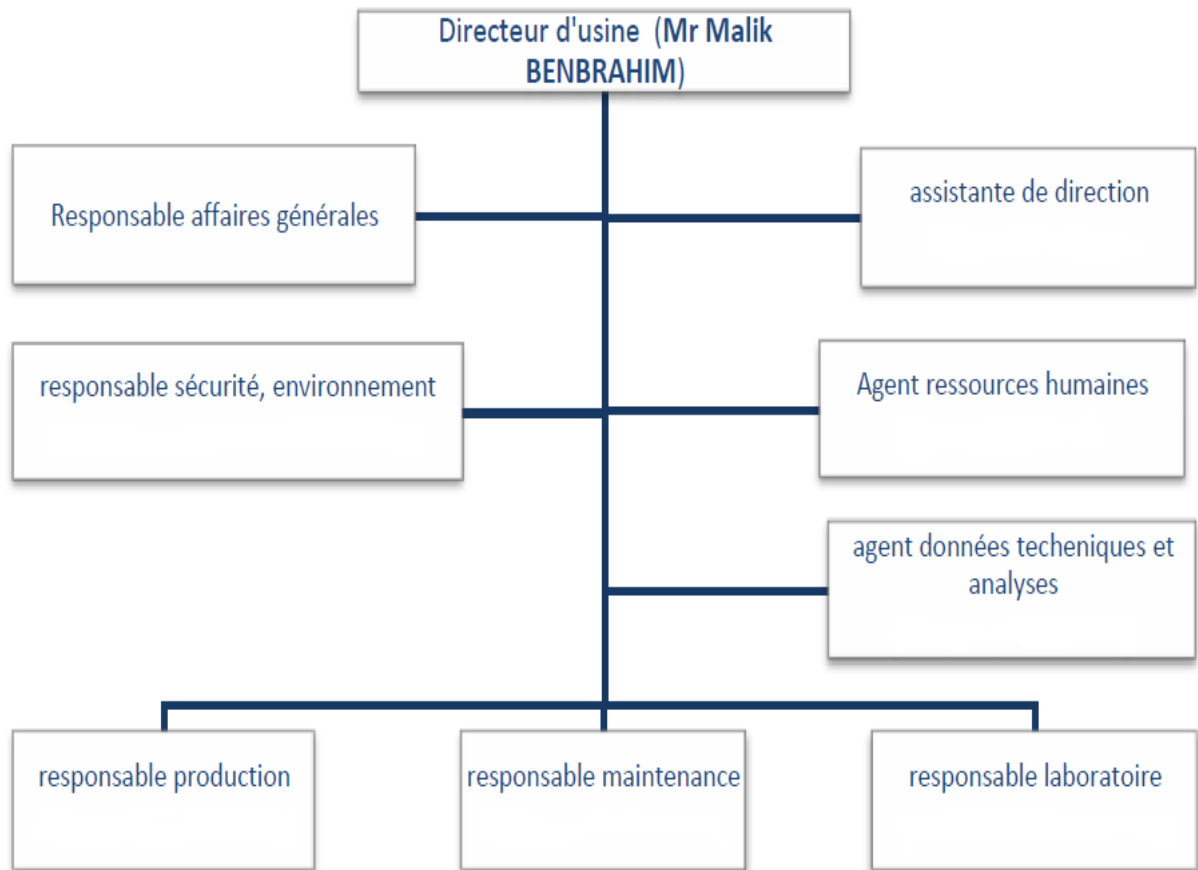 Directeur d'usine (Mr Malik
BENBRAHIM)
Responsable affaires générales
assistante de direction
responsable sécurité, environnement
Agent ressources humaines
agent données techeniques et
analyses
responsable production
responsable maintenance
responsable laboratoire